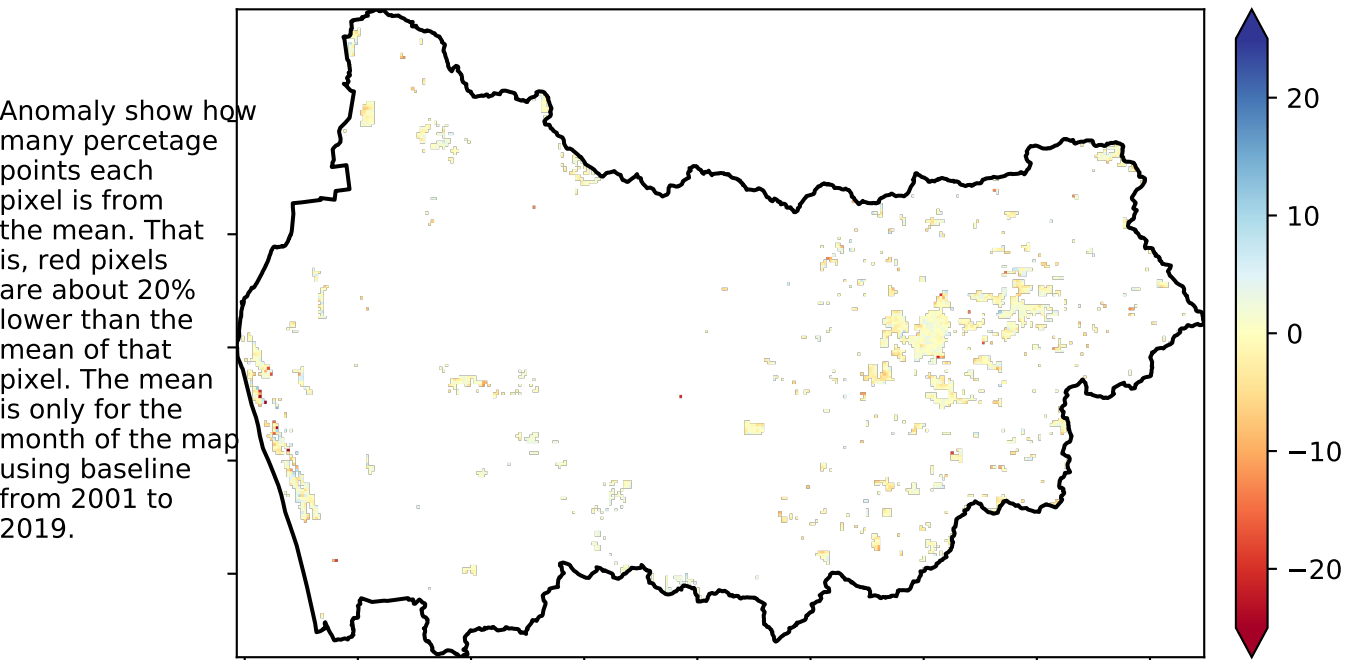 Anomaly show how
many percetage
points each
pixel is from
the mean. That
is, red pixels
are about 20%
lower than the
mean of that
pixel. The mean
is only for the
month of the map
using baseline
from 2001 to
2019.
20
10
0
−10
−20